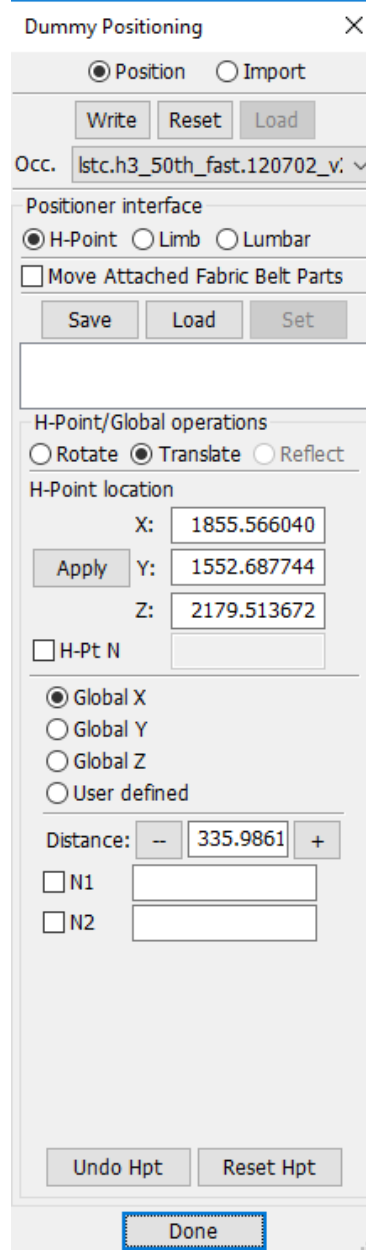 Dummy Positioning
Position Import
Write Reset Load
Occ. lstc.h3_50th_fast.120702_v
Positioner interface
H-Point Limb Lumbar
Move Attached Fabric Belt Parts
Save Load Set
H-Point/Global operations
Rotate Translate Reflect
H-Point location
X: 1855.566040
Apply Y: 1552.687744
Z: 2179.513672
H-Pt N
Global X
Global Y
Global Z
User defined
Distance: -- 335.9861 +
N1
N2
Undo Hpt Reset Hpt
Done